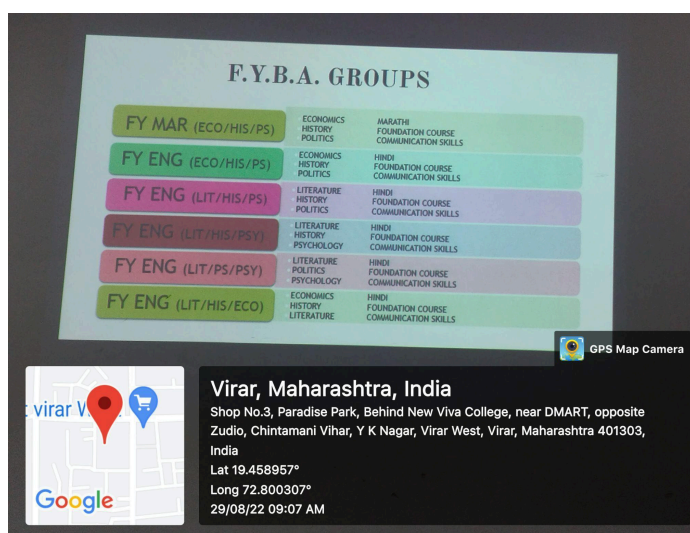 F.Y.B.A. GROUPS
FY MAR (ECO/HIS/PS)
ECONOMICS MARATHI
HISTORY FOUNDATION COURSE
POLITICS COMMUNICATION SKILLS
FY ENG (ECO/HIS/PS)
ECONOMICS HINDI
HISTORY FOUNDATION COURSE
POLITICS COMMUNICATION SKILLS
FY ENG (LIT/HIS/PS)
LITERATURE HINDI
HISTORY FOUNDATION COURSE
POLITICS COMMUNICATION SKILLS
FY ENG (LIT/HIS/PSY)
LITERATURE HINDI
HISTORY FOUNDATION COURSE
PSYCHOLOGY COMMUNICATION SKILLS
FY ENG (LIT/PS/PSY)
LITERATURE HINDI
POLITICS FOUNDATION COURSE
PSYCHOLOGY COMMUNICATION SKILLS
FY ENG (LIT/HIS/ECO)
ECONOMICS HINDI
HISTORY FOUNDATION COURSE
LITERATURE COMMUNICATION SKILLS
GPS Map Camera
virar
Google
Virar, Maharashtra, India
Shop No.3, Paradise Park, Behind New Viva College, near DMART, opposite
Zudio, Chintamani Vihar, Y K Nagar, Virar West, Virar, Maharashtra 401303,
India
Lat 19.458957°
Long 72.800307°
29/08/22 09:07 AM